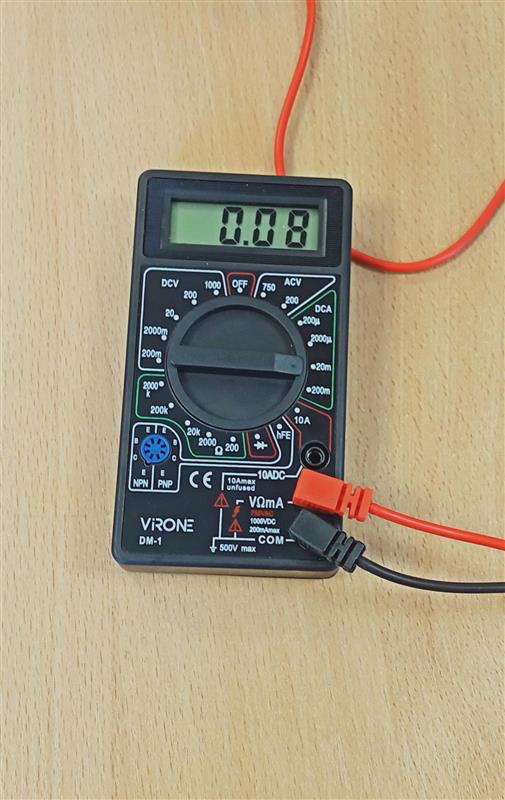 0.08
DCV
1000
OFF
750
ACV
200
200
DCA
20
200µ
2000m
2000µ
200m
20m
2000
k
200m
200k
10A
20k
2000
Ω
200
hFE
E E
B B
C C
E E
NPN PNP
CE
10ADC
10Amax
unfused
VΩmA
750VAC
1000VDC
200mAmax
COM
500V max
ViRONE
DM-1